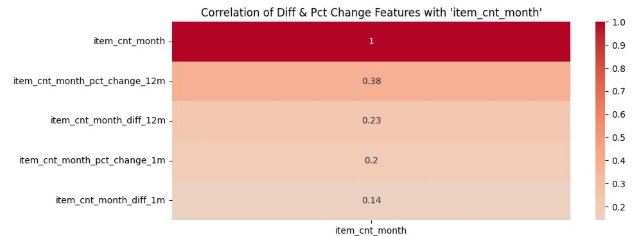 Correlation of Diff & Pct Change Features with 'item_cnt_month'
item_cnt_month
1
item_cnt_month_pct_change_12m
0.38
item_cnt_month_diff_12m
0.23
item_cnt_month_pct_change_1m
0.2
item_cnt_month_diff_1m
0.14
item_cnt_month
1.0
0.9
0.8
0.7
0.6
0.5
0.4
0.3
0.2